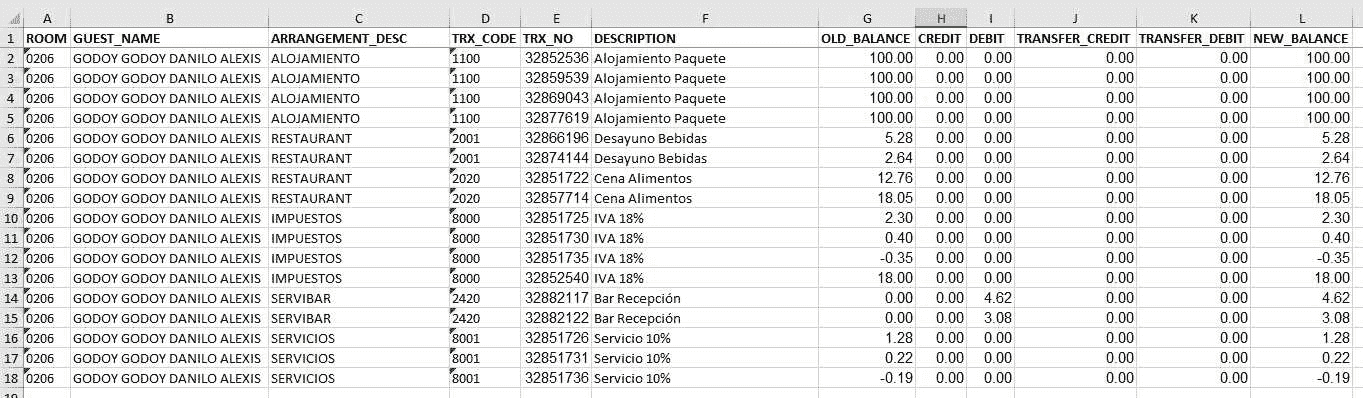 A B C D E F G H I J K L
1 ROOM GUEST_NAME ARRANGEMENT_DESC TRX_CODE TRX_NO DESCRIPTION OLD_BALANCE CREDIT DEBIT TRANSFER_CREDIT TRANSFER_DEBIT NEW_BALANCE
2 0206 GODOY GODOY DANILO ALEXIS ALOJAMIENTO 1100 32852536 Alojamiento Paquete 100.00 0.00 0.00 0.00 0.00 100.00
3 0206 GODOY GODOY DANILO ALEXIS ALOJAMIENTO 1100 32859539 Alojamiento Paquete 100.00 0.00 0.00 0.00 0.00 100.00
4 0206 GODOY GODOY DANILO ALEXIS ALOJAMIENTO 1100 32869043 Alojamiento Paquete 100.00 0.00 0.00 0.00 0.00 100.00
5 0206 GODOY GODOY DANILO ALEXIS ALOJAMIENTO 1100 32877619 Alojamiento Paquete 100.00 0.00 0.00 0.00 0.00 100.00
6 0206 GODOY GODOY DANILO ALEXIS RESTAURANT 2001 32866196 Desayuno Bebidas 5.28 0.00 0.00 0.00 0.00 5.28
7 0206 GODOY GODOY DANILO ALEXIS RESTAURANT 2001 32874144 Desayuno Bebidas 2.64 0.00 0.00 0.00 0.00 2.64
8 0206 GODOY GODOY DANILO ALEXIS RESTAURANT 2020 32851722 Cena Alimentos 12.76 0.00 0.00 0.00 0.00 12.76
9 0206 GODOY GODOY DANILO ALEXIS RESTAURANT 2020 32857714 Cena Alimentos 18.05 0.00 0.00 0.00 0.00 18.05
10 0206 GODOY GODOY DANILO ALEXIS IMPUESTOS 8000 32851725 IVA 18% 2.30 0.00 0.00 0.00 0.00 2.30
11 0206 GODOY GODOY DANILO ALEXIS IMPUESTOS 8000 32851730 IVA 18% 0.40 0.00 0.00 0.00 0.00 0.40
12 0206 GODOY GODOY DANILO ALEXIS IMPUESTOS 8000 32851735 IVA 18% -0.35 0.00 0.00 0.00 0.00 -0.35
13 0206 GODOY GODOY DANILO ALEXIS IMPUESTOS 8000 32852540 IVA 18% 18.00 0.00 0.00 0.00 0.00 18.00
14 0206 GODOY GODOY DANILO ALEXIS SERVIBAR 2420 32882117 Bar Recepción 0.00 0.00 4.62 0.00 0.00 4.62
15 0206 GODOY GODOY DANILO ALEXIS SERVIBAR 2420 32882122 Bar Recepción 0.00 0.00 3.08 0.00 0.00 3.08
16 0206 GODOY GODOY DANILO ALEXIS SERVICIOS 8001 32851726 Servicio 10% 1.28 0.00 0.00 0.00 0.00 1.28
17 0206 GODOY GODOY DANILO ALEXIS SERVICIOS 8001 32851731 Servicio 10% 0.22 0.00 0.00 0.00 0.00 0.22
18 0206 GODOY GODOY DANILO ALEXIS SERVICIOS 8001 32851736 Servicio 10% -0.19 0.00 0.00 0.00 0.00 -0.19